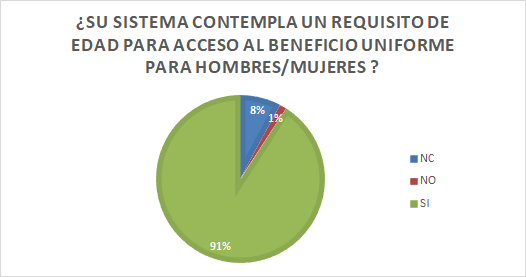 ¿SU SISTEMA CONTEMPLA UN REQUISITO DE
EDAD PARA ACCESO AL BENEFICIO UNIFORME
PARA HOMBRES/MUJERES ?
8%
1%
91%
NC
NO
SI